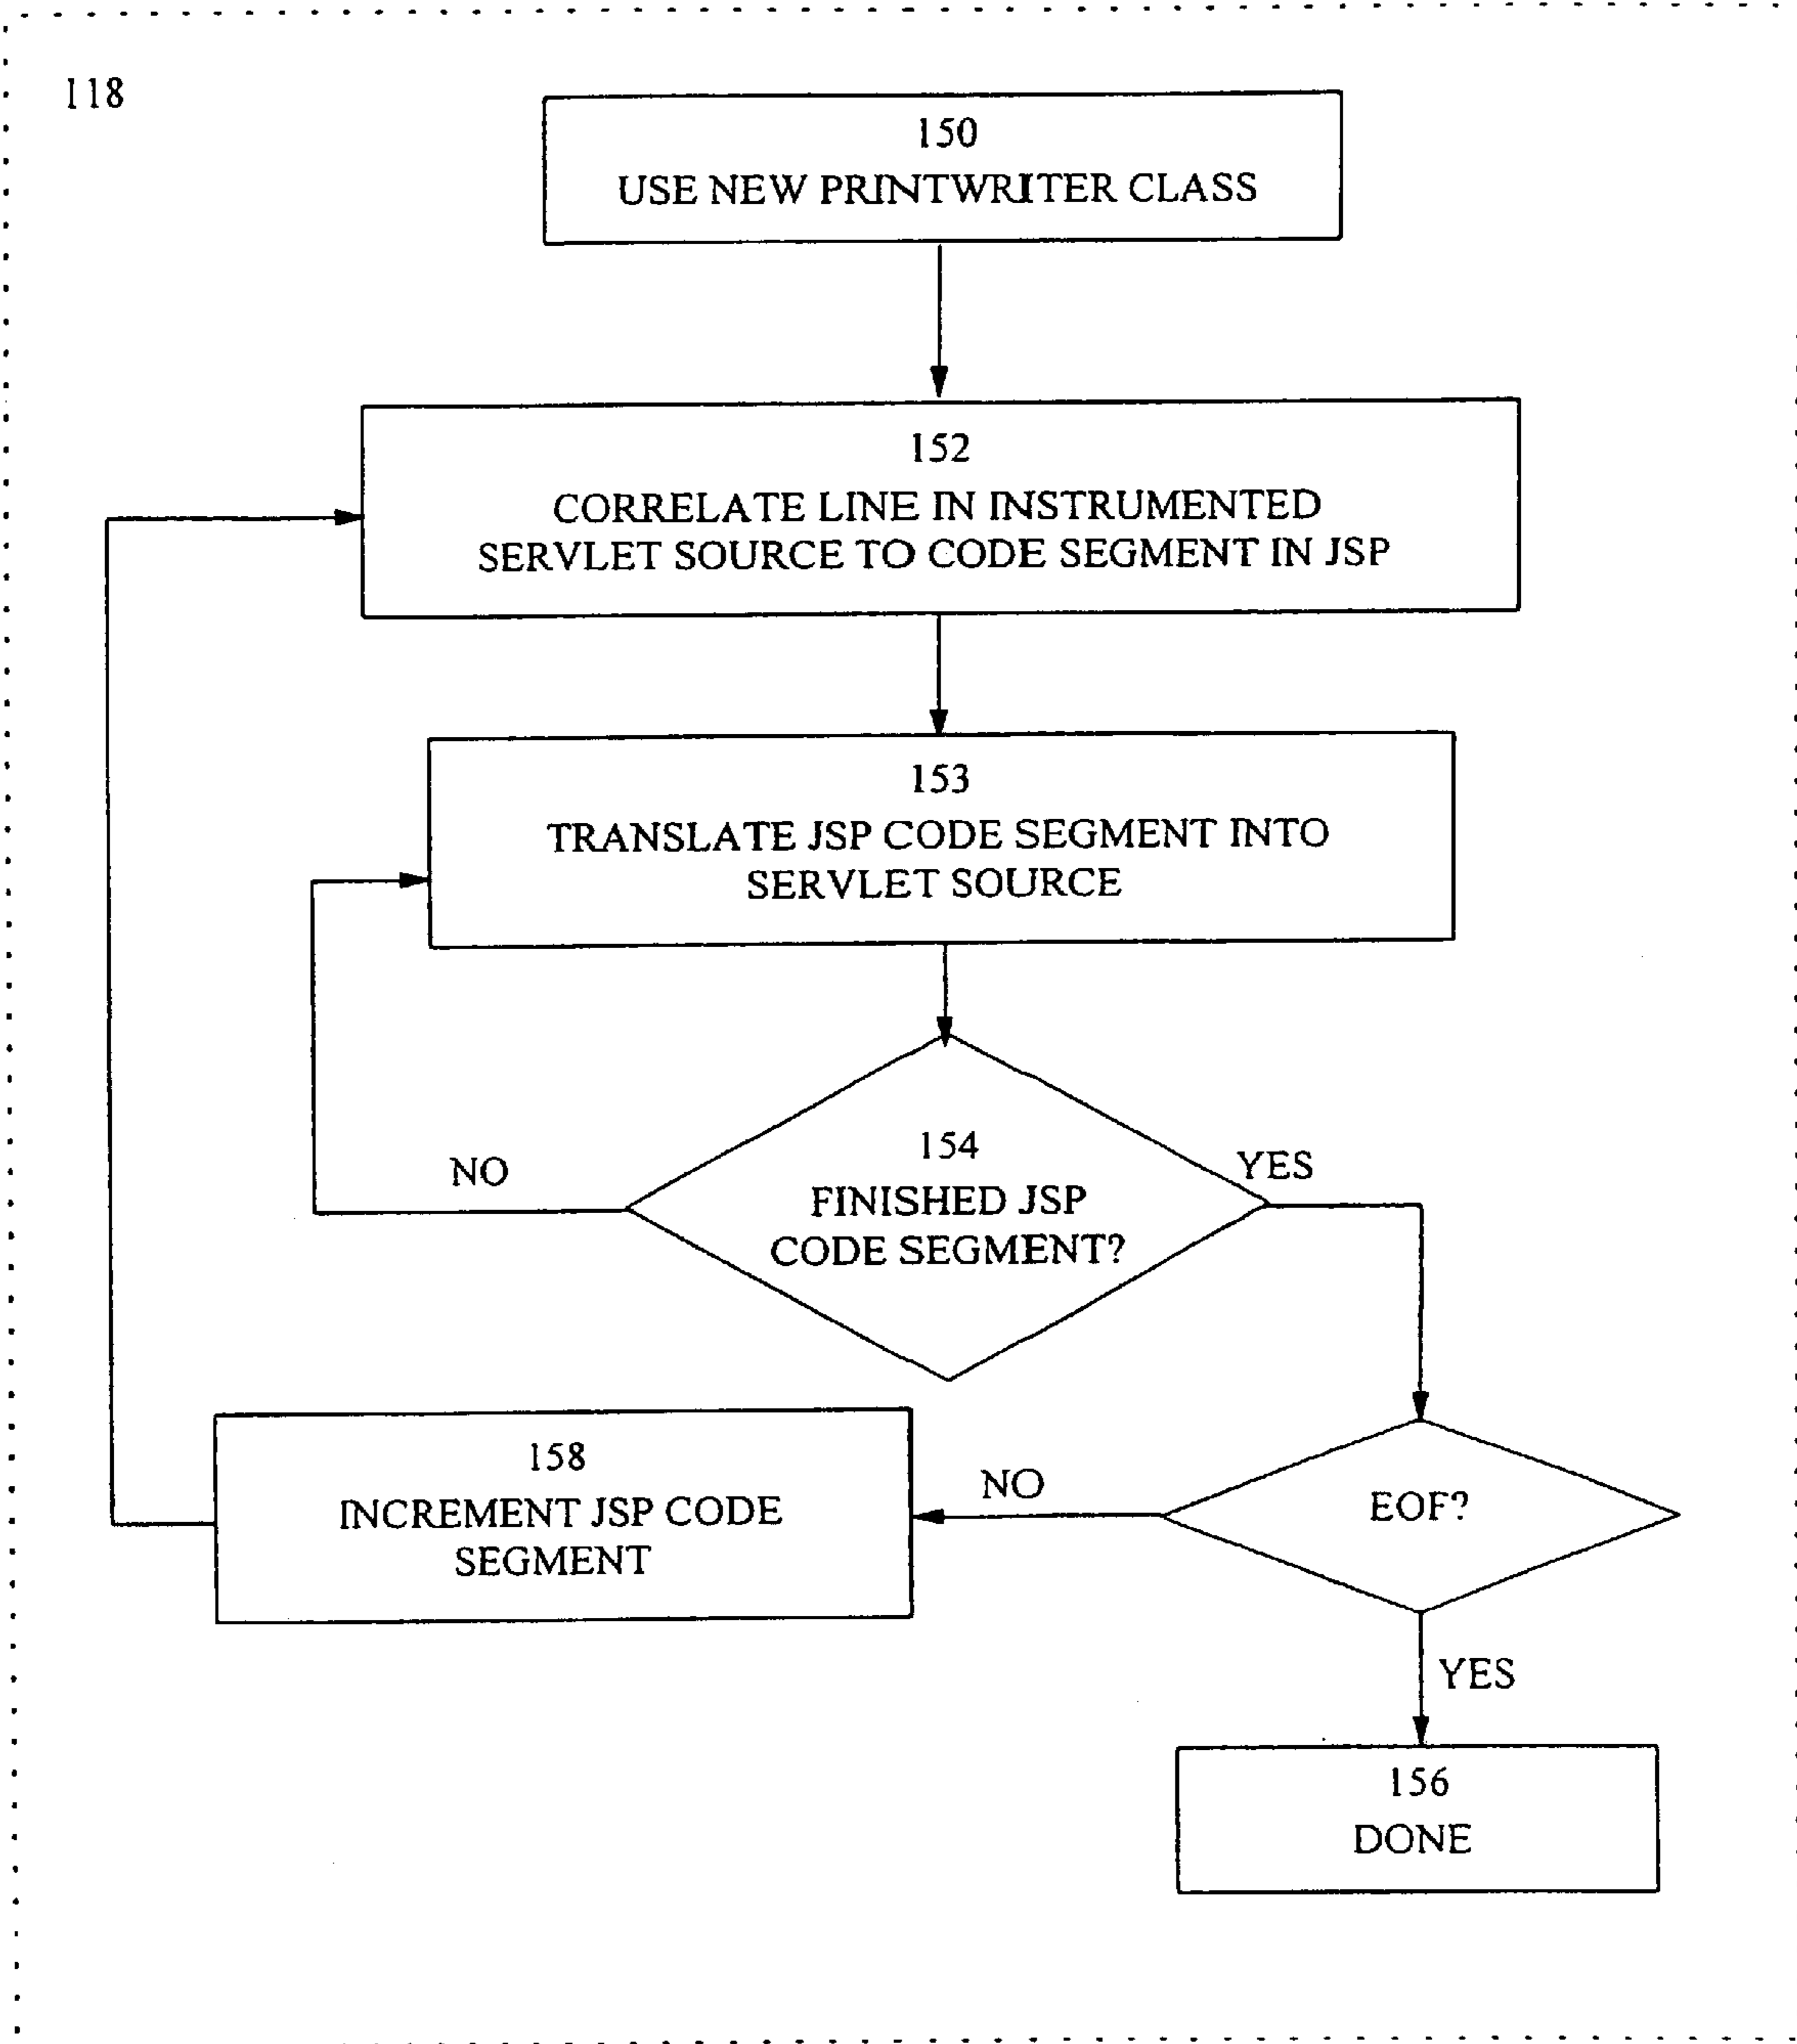 118
150
USE NEW PRINTWRITER CLASS
152
CORRELATE LINE IN INSTRUMENTED
SERVLET SOURCE TO CODE SEGMENT IN JSP
153
TRANSLATE JSP CODE SEGMENT INTO
SERVLET SOURCE
154
FINISHED JSP
CODE SEGMENT?
NO
YES
158
INCREMENT JSP CODE
SEGMENT
NO
EOF?
YES
156
DONE